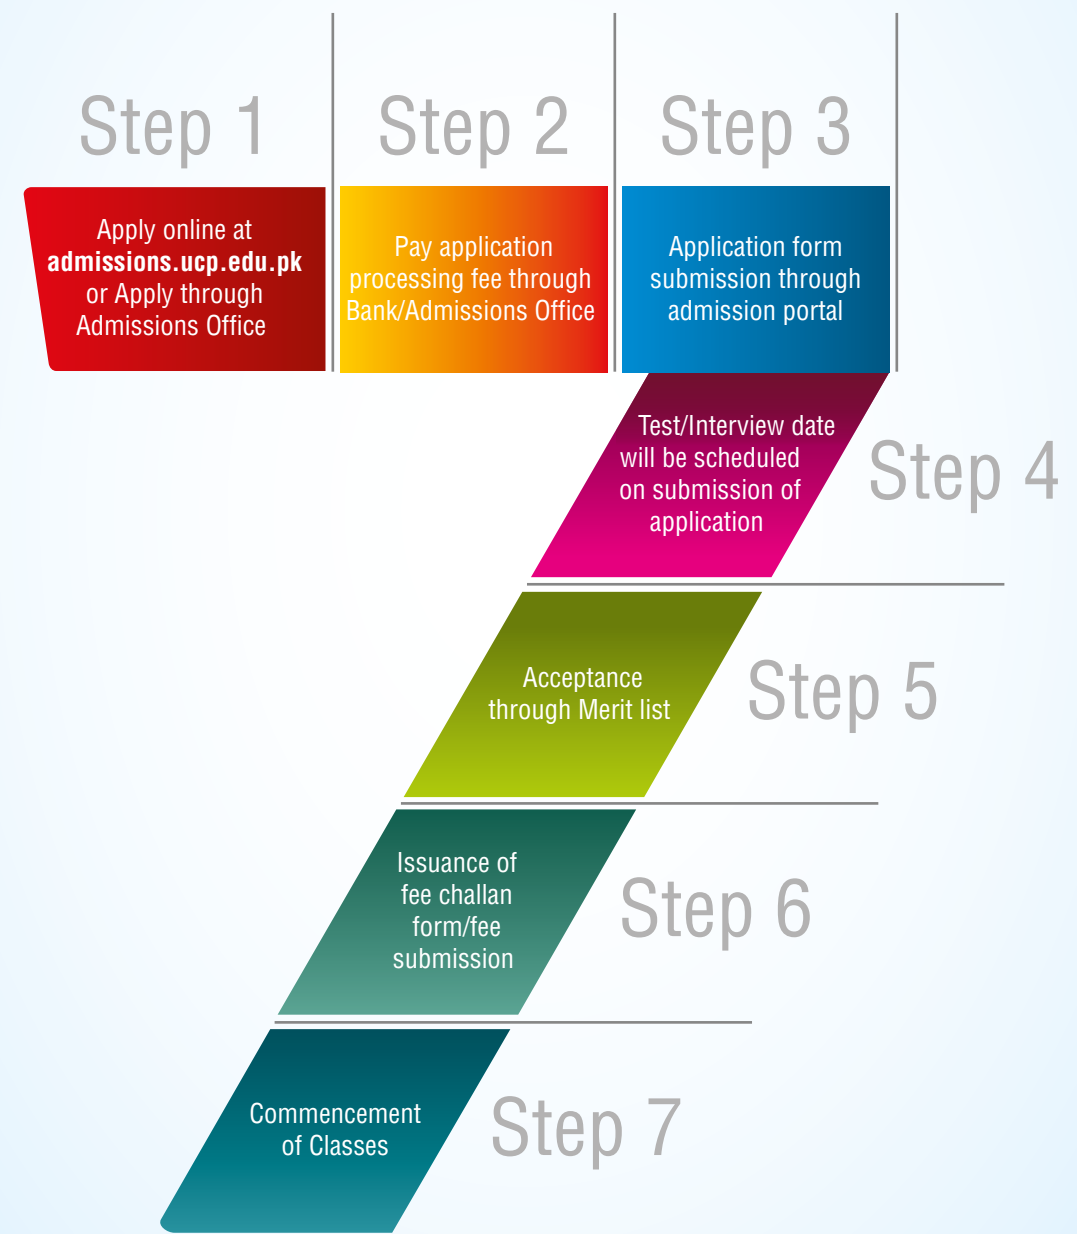 Step 1
Apply online at
admissions.ucp.edu.pk
or Apply through
Admissions Office
Step 2
Pay application
processing fee through
Bank/Admissions Office
Step 3
Application form
submission through
admission portal
Test/Interview date
will be scheduled
on submission of
application
Step 4
Acceptance
through Merit list
Step 5
Issuance of
fee challan
form/fee
submission
Step 6
Commencement
of Classes
Step 7